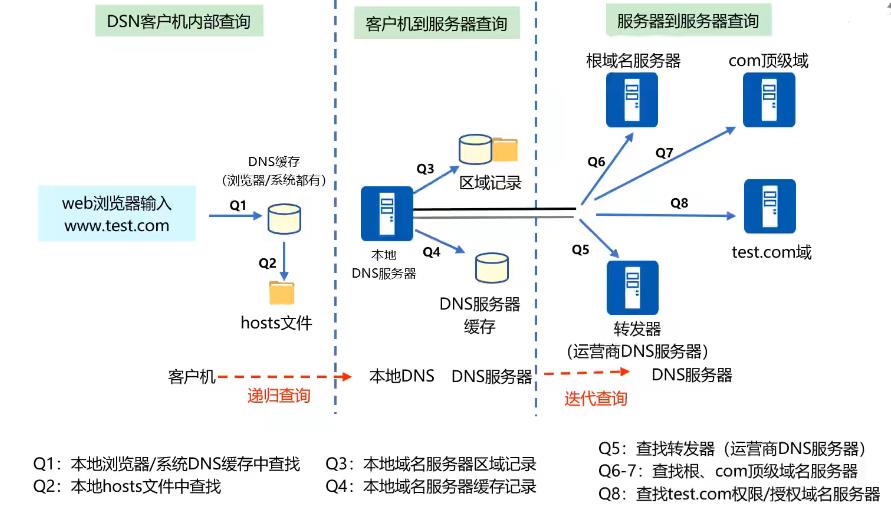 DSN客户机内部查询
客户机到服务器查询
服务器到服务器查询
根域名服务器
com顶级域
DNS缓存
（浏览器/系统都有）
web浏览器输入
www.test.com
Q1
Q2
hosts文件
Q3
区域记录
本地
DNS服务器
Q4
DNS服务器
缓存
Q6
Q7
Q8
Q5
test.com域
转发器
（运营商DNS服务器）
客户机
递归查询
本地DNS
DNS服务器
迭代查询
DNS服务器
Q1：本地浏览器/系统DNS缓存中查找
Q2：本地hosts文件中查找
Q3：本地域名服务器区域记录
Q4：本地域名服务器缓存记录
Q5：查找转发器（运营商DNS服务器）
Q6-7：查找根、com顶级域名服务器
Q8：查找test.com权限/授权域名服务器